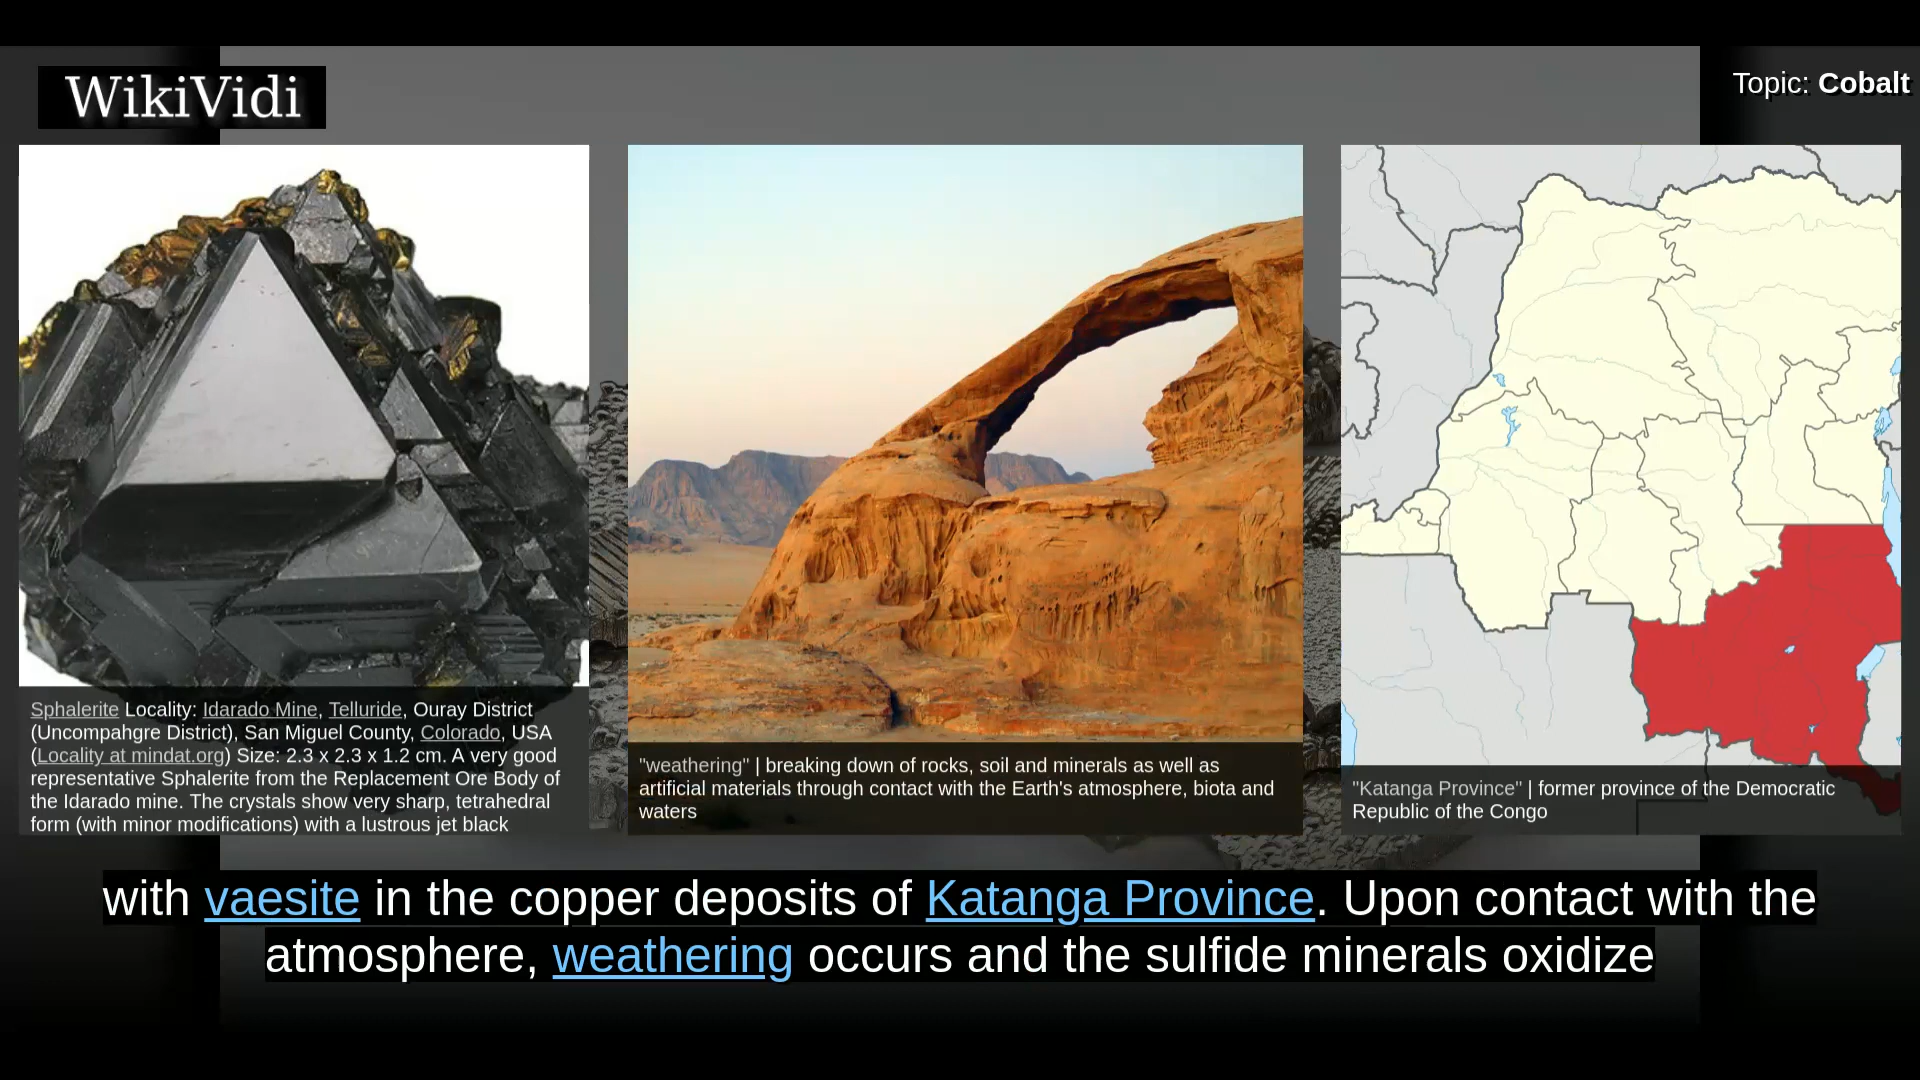 WikiVidi
Topic: Cobalt
Sphalerite Locality: Idarado Mine, Telluride, Ouray District
(Uncompahgre District), San Miguel County, Colorado, USA
(Locality at mindat.org) Size: 2.3 x 2.3 x 1.2 cm. A very good
representative Sphalerite from the Replacement Ore Body of
the Idarado mine. The crystals show very sharp, tetrahedral
form (with minor modifications) with a lustrous jet black
"weathering" | breaking down of rocks, soil and minerals as well as
artificial materials through contact with the Earth's atmosphere, biota and
waters
"Katanga Province" | former province of the Democratic
Republic of the Congo
with vaesite in the copper deposits of Katanga Province. Upon contact with the
atmosphere, weathering occurs and the sulfide minerals oxidize